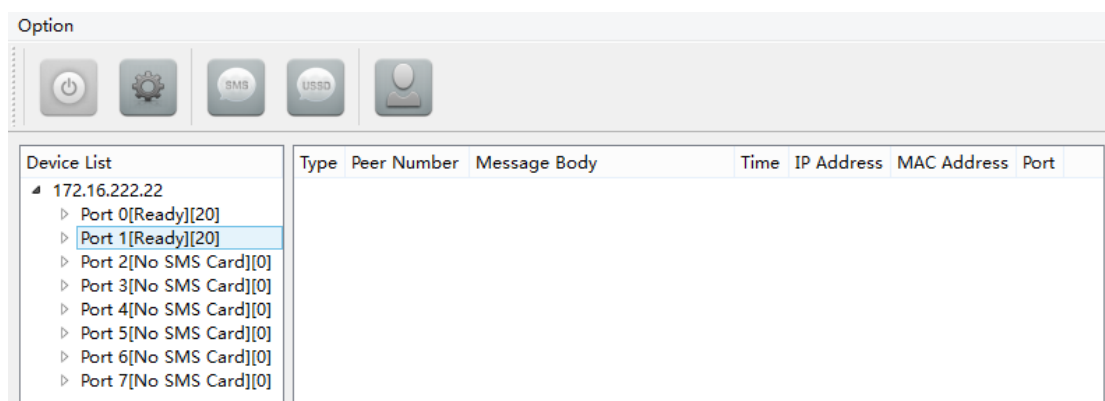 Option
SMS
USSD
Device List
Type Peer Number Message Body Time IP Address MAC Address Port
172.16.222.22
Port 0[Ready][20]
Port 1[Ready][20]
Port 2[No SMS Card][0]
Port 3[No SMS Card][0]
Port 4[No SMS Card][0]
Port 5[No SMS Card][0]
Port 6[No SMS Card][0]
Port 7[No SMS Card][0]